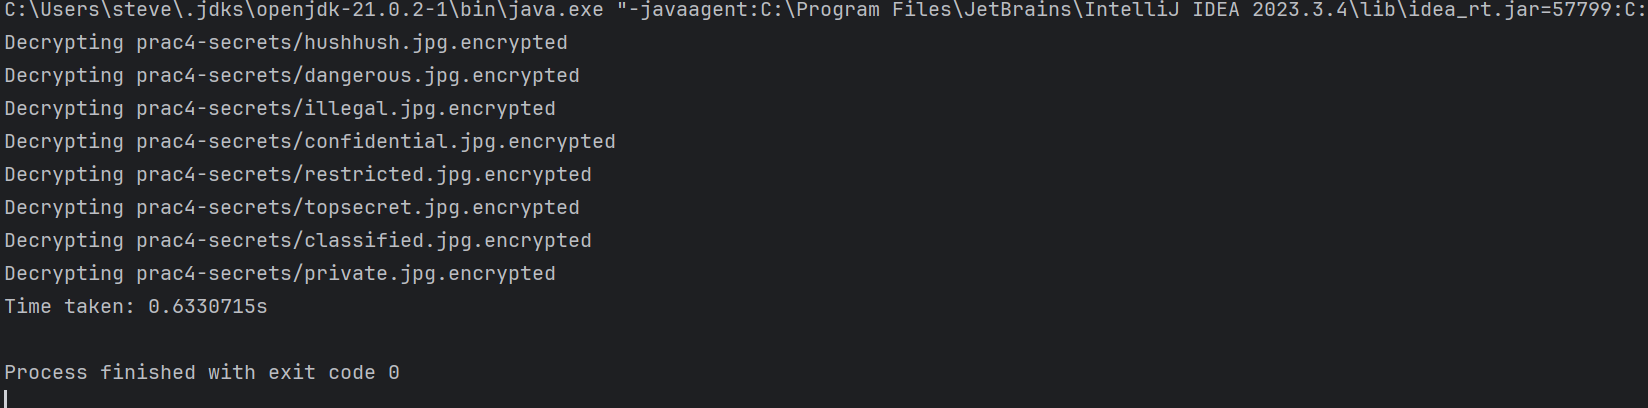 C:\Users\steve\.jdks\openjdk-21.0.2-1\bin\java.exe "-javaagent:C:\Program Files\JetBrains\IntelliJ IDEA 2023.3.4\lib\idea_rt.jar=57799:C:
Decrypting prac4-secrets/hushhush.jpg.encrypted
Decrypting prac4-secrets/dangerous.jpg.encrypted
Decrypting prac4-secrets/illegal.jpg.encrypted
Decrypting prac4-secrets/confidential.jpg.encrypted
Decrypting prac4-secrets/restricted.jpg.encrypted
Decrypting prac4-secrets/topsecret.jpg.encrypted
Decrypting prac4-secrets/classified.jpg.encrypted
Decrypting prac4-secrets/private.jpg.encrypted
Time taken: 0.6330715s
Process finished with exit code 0